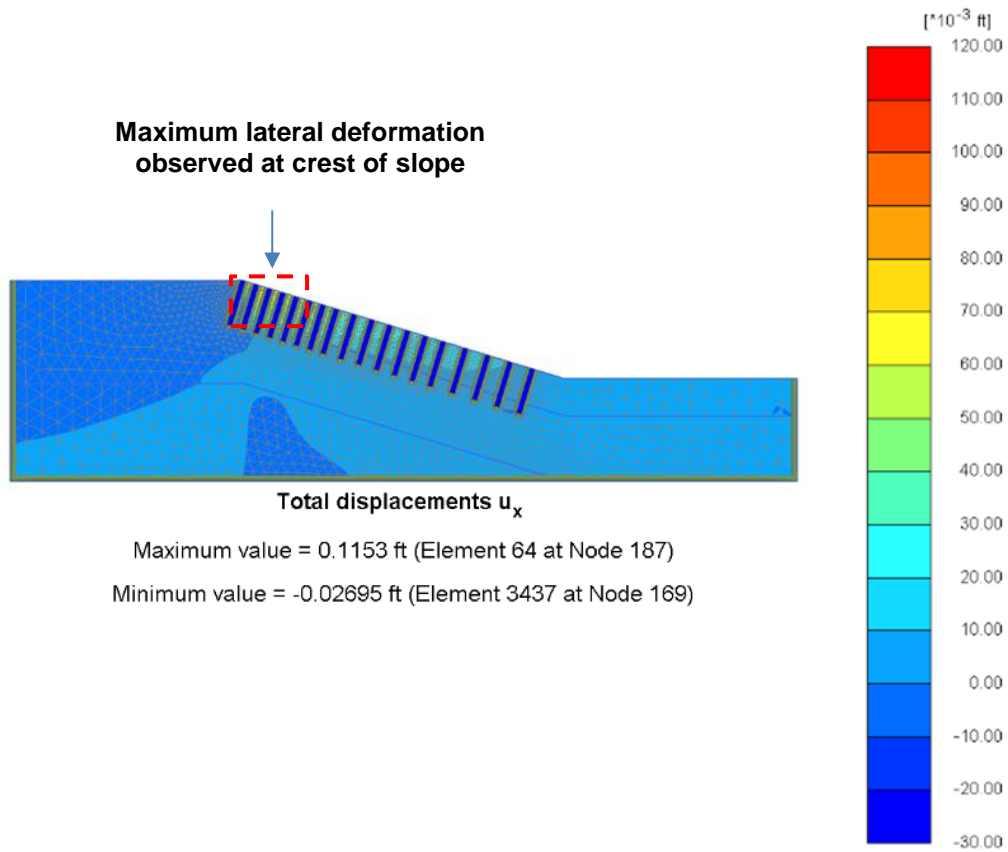 [*10⁻³ ft]
120.00
110.00
100.00
90.00
80.00
70.00
60.00
50.00
40.00
30.00
20.00
10.00
0.00
-10.00
-20.00
-30.00
Maximum lateral deformation
observed at crest of slope
Total displacements uₓ
Maximum value = 0.1153 ft (Element 64 at Node 187)
Minimum value = -0.02695 ft (Element 3437 at Node 169)